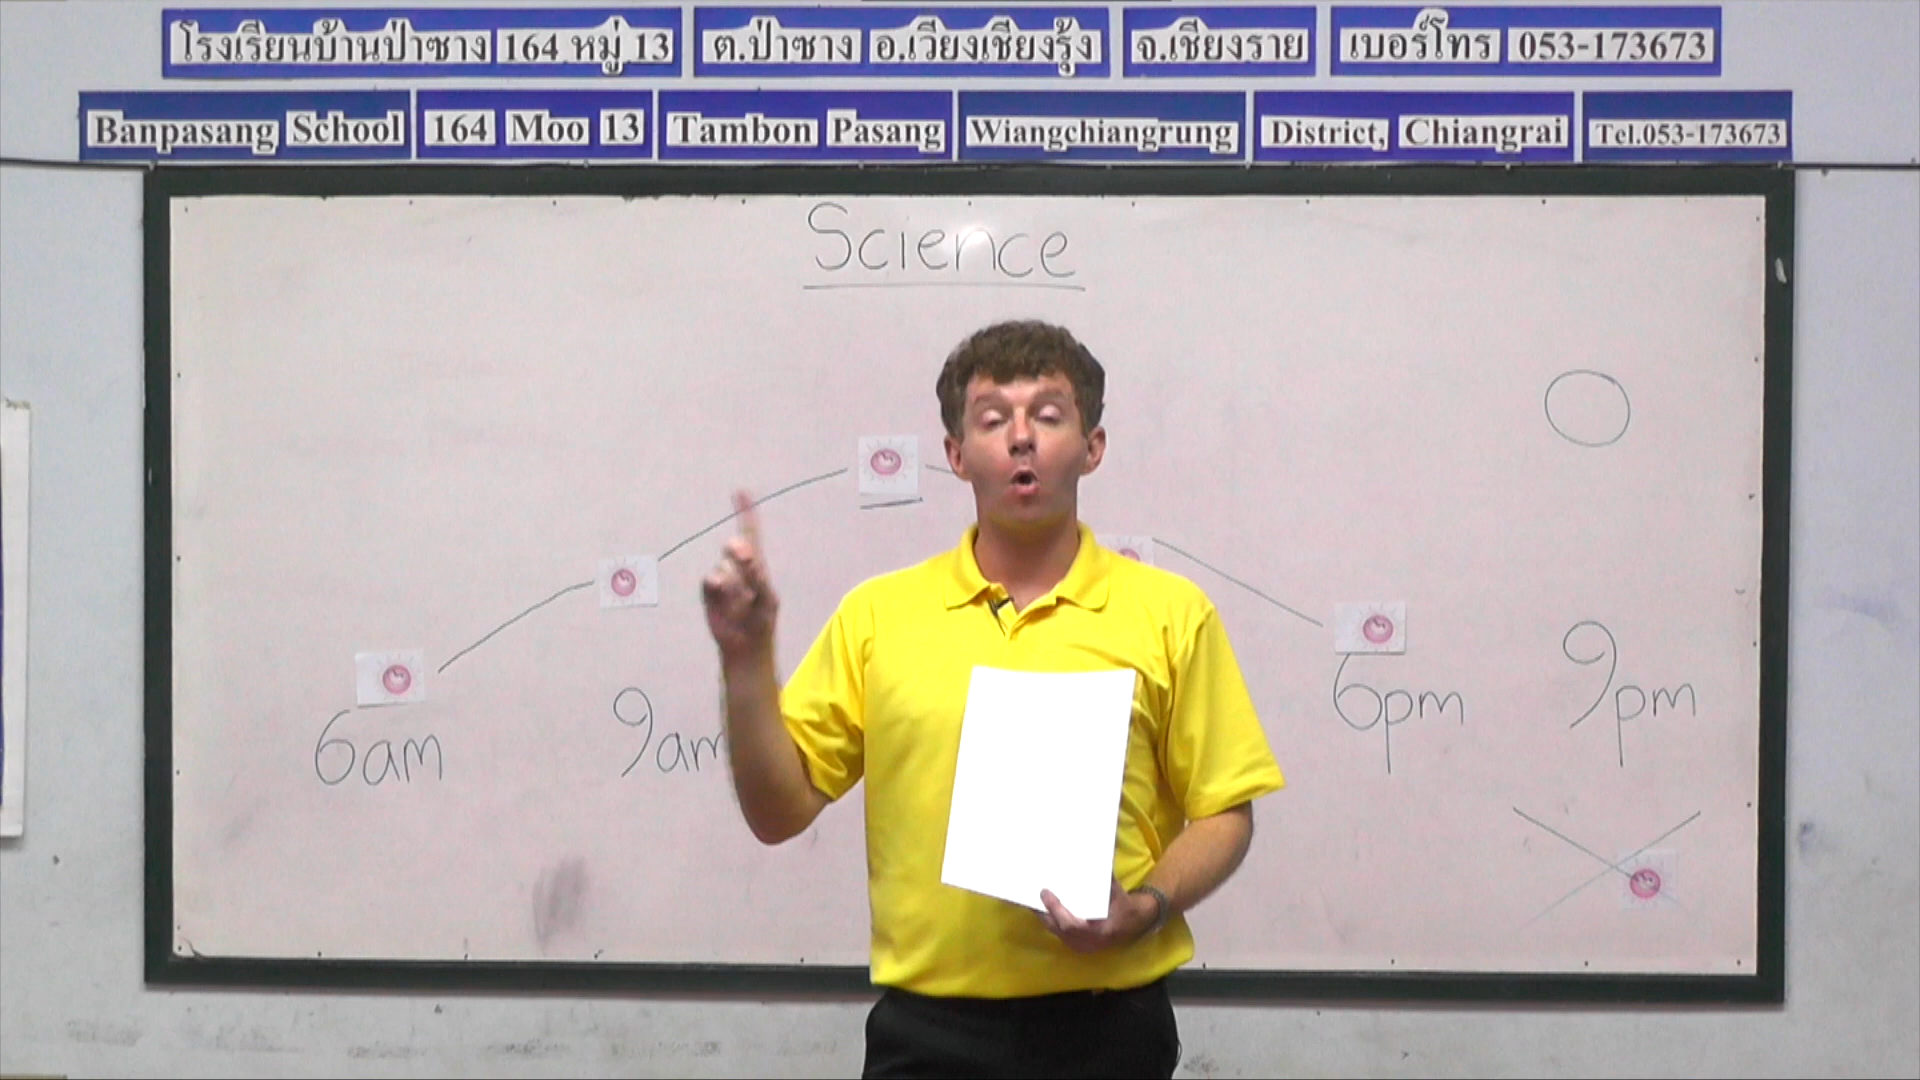 โรงเรียนบ้านป่าซาง 164 หมู่ 13 ต.ป่าซาง อ.เวียงเชียงรุ้ง จ.เชียงราย เบอร์โทร 053-173673
Banpasang School 164 Moo 13 Tambon Pasang Wiangchiangrung District, Chiangrai Tel.053-173673
Science
6am 9am 6pm 9pm